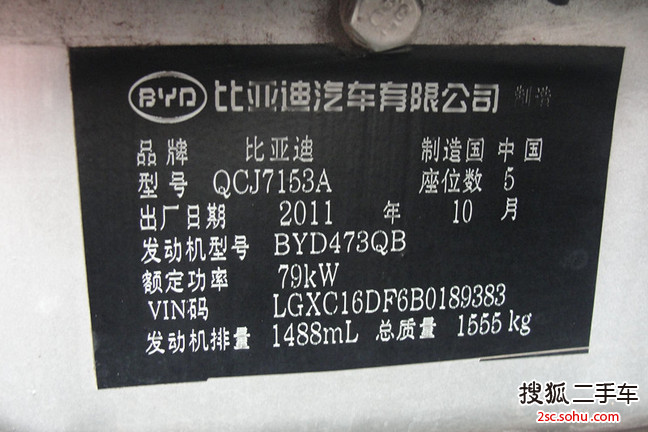 BYD 比亚迪汽车有限公司 制造
品牌 比亚迪 制造国 中国
型号 QCJ7153A 座位数 5
出厂日期 2011 年 10 月
发动机型号 BYD473QB
额定功率 79kW
VIN码 LGXC16DF6B0189383
发动机排量 1488mL 总质量 1555kg
搜狐二手车
2sc.sohu.com